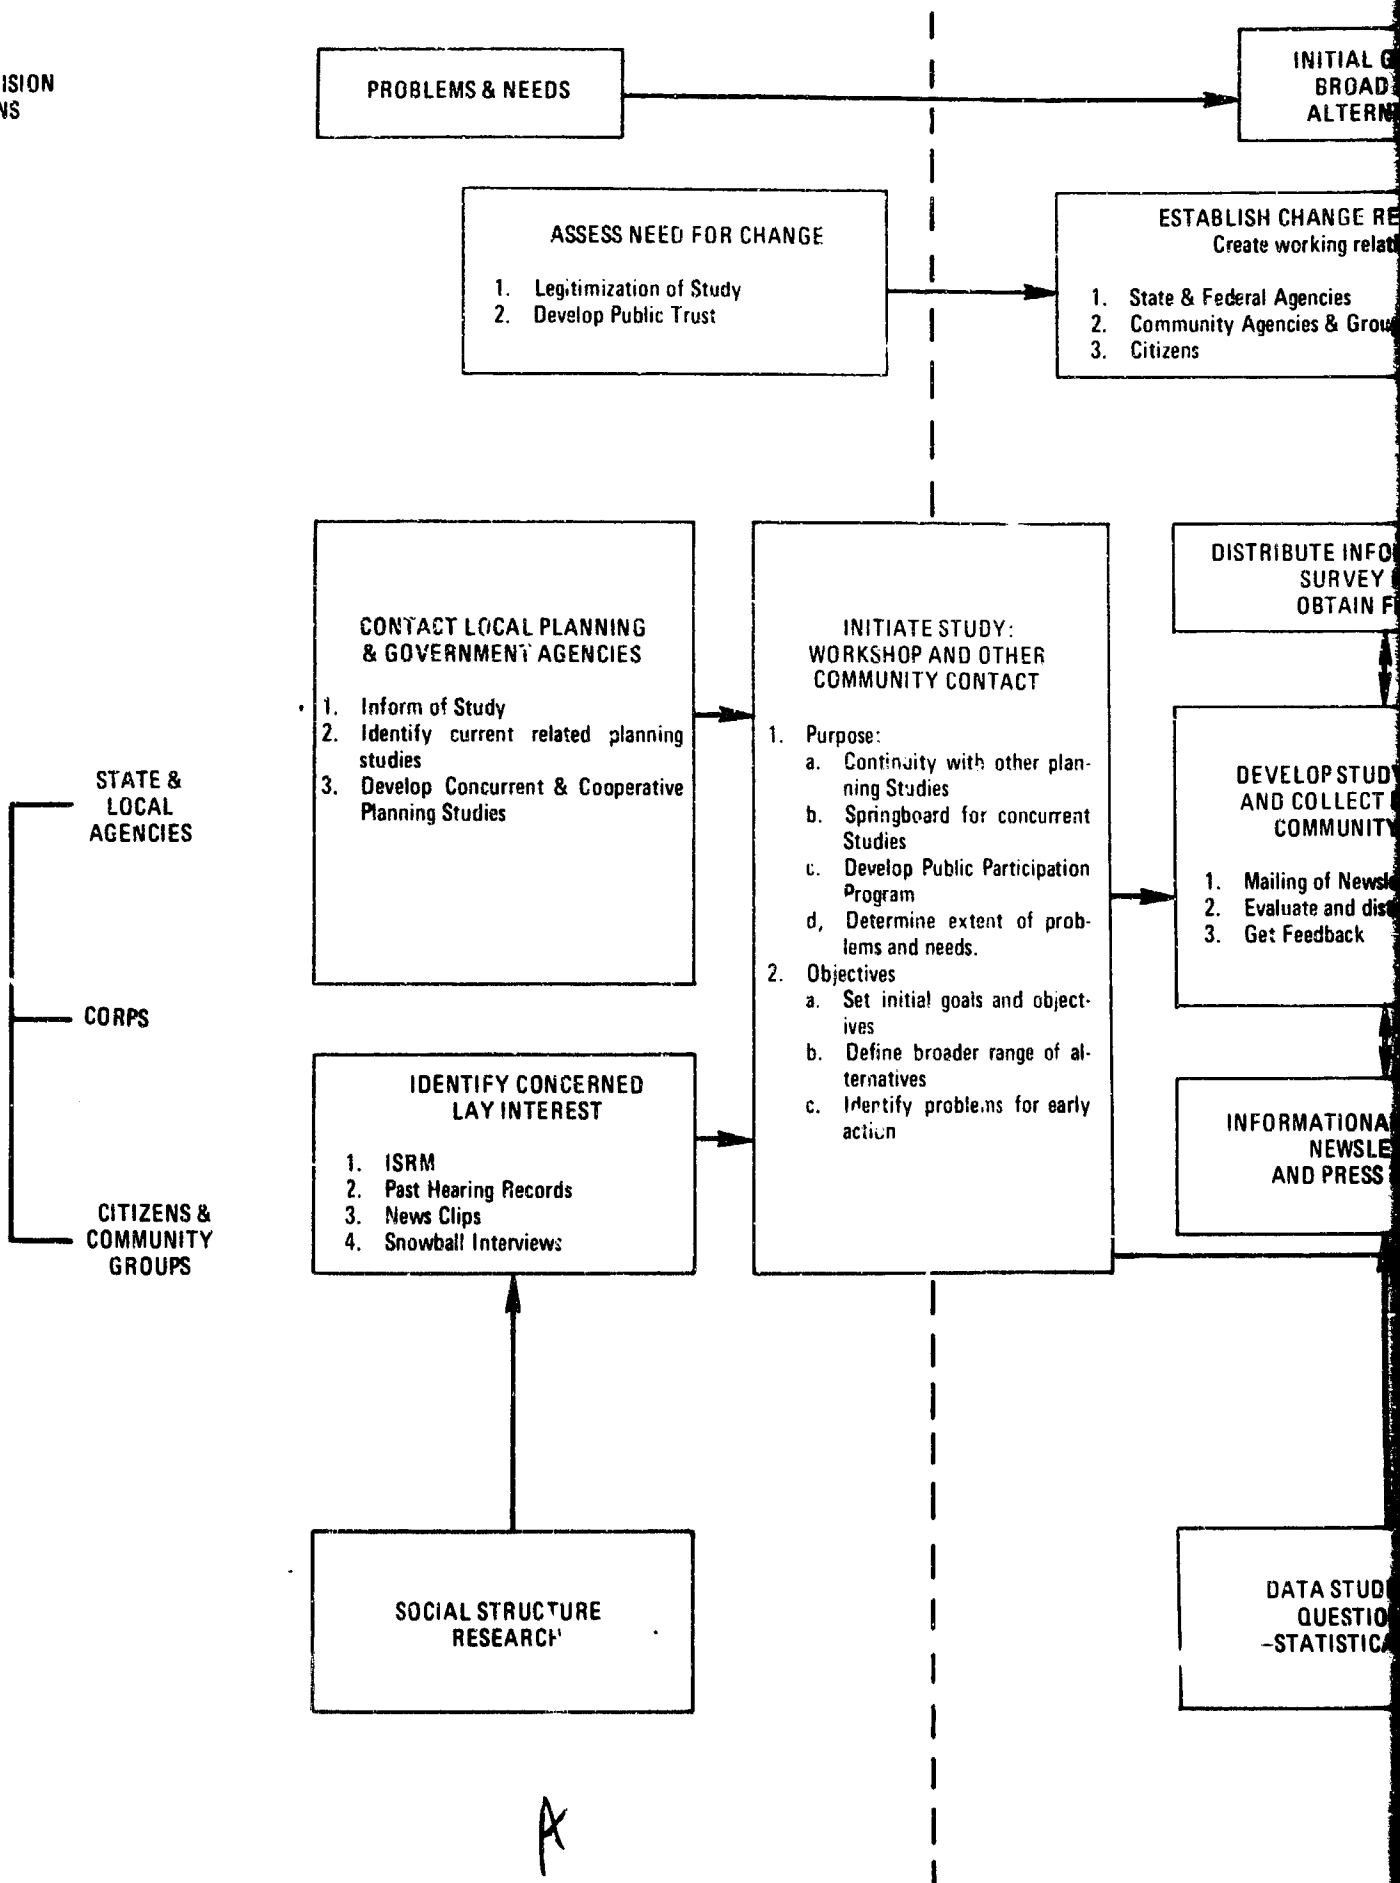 ISION
NS
PROBLEMS & NEEDS
INITIAL G
BROAD
ALTERN
ASSESS NEED FOR CHANGE
1. Legitimization of Study
2. Develop Public Trust
ESTABLISH CHANGE RE
Create working relati
1. State & Federal Agencies
2. Community Agencies & Grou
3. Citizens
STATE &
LOCAL
AGENCIES
CORPS
CITIZENS &
COMMUNITY
GROUPS
CONTACT LOCAL PLANNING
& GOVERNMENT AGENCIES
1. Inform of Study
2. Identify current related planning
studies
3. Develop Concurrent & Cooperative
Planning Studies
IDENTIFY CONCERNED
LAY INTEREST
1. ISRM
2. Past Hearing Records
3. News Clips
4. Snowball Interviews
SOCIAL STRUCTURE
RESEARCH
INITIATE STUDY:
WORKSHOP AND OTHER
COMMUNITY CONTACT
1. Purpose:
a. Continuity with other plan-
ning Studies
b. Springboard for concurrent
Studies
c. Develop Public Participation
Program
d, Determine extent of prob-
lems and needs.
2. Objectives
a. Set initial goals and object-
ives
b. Define broader range of al-
ternatives
c. Identify problems for early
action
DISTRIBUTE INFO
SURVEY
OBTAIN F
DEVELOP STUDY
AND COLLECT
COMMUNITY
1. Mailing of Newsle
2. Evaluate and dist
3. Get Feedback
INFORMATIONA
NEWSLE
AND PRESS
DATA STUDI
QUESTIO
-STATISTICA
A